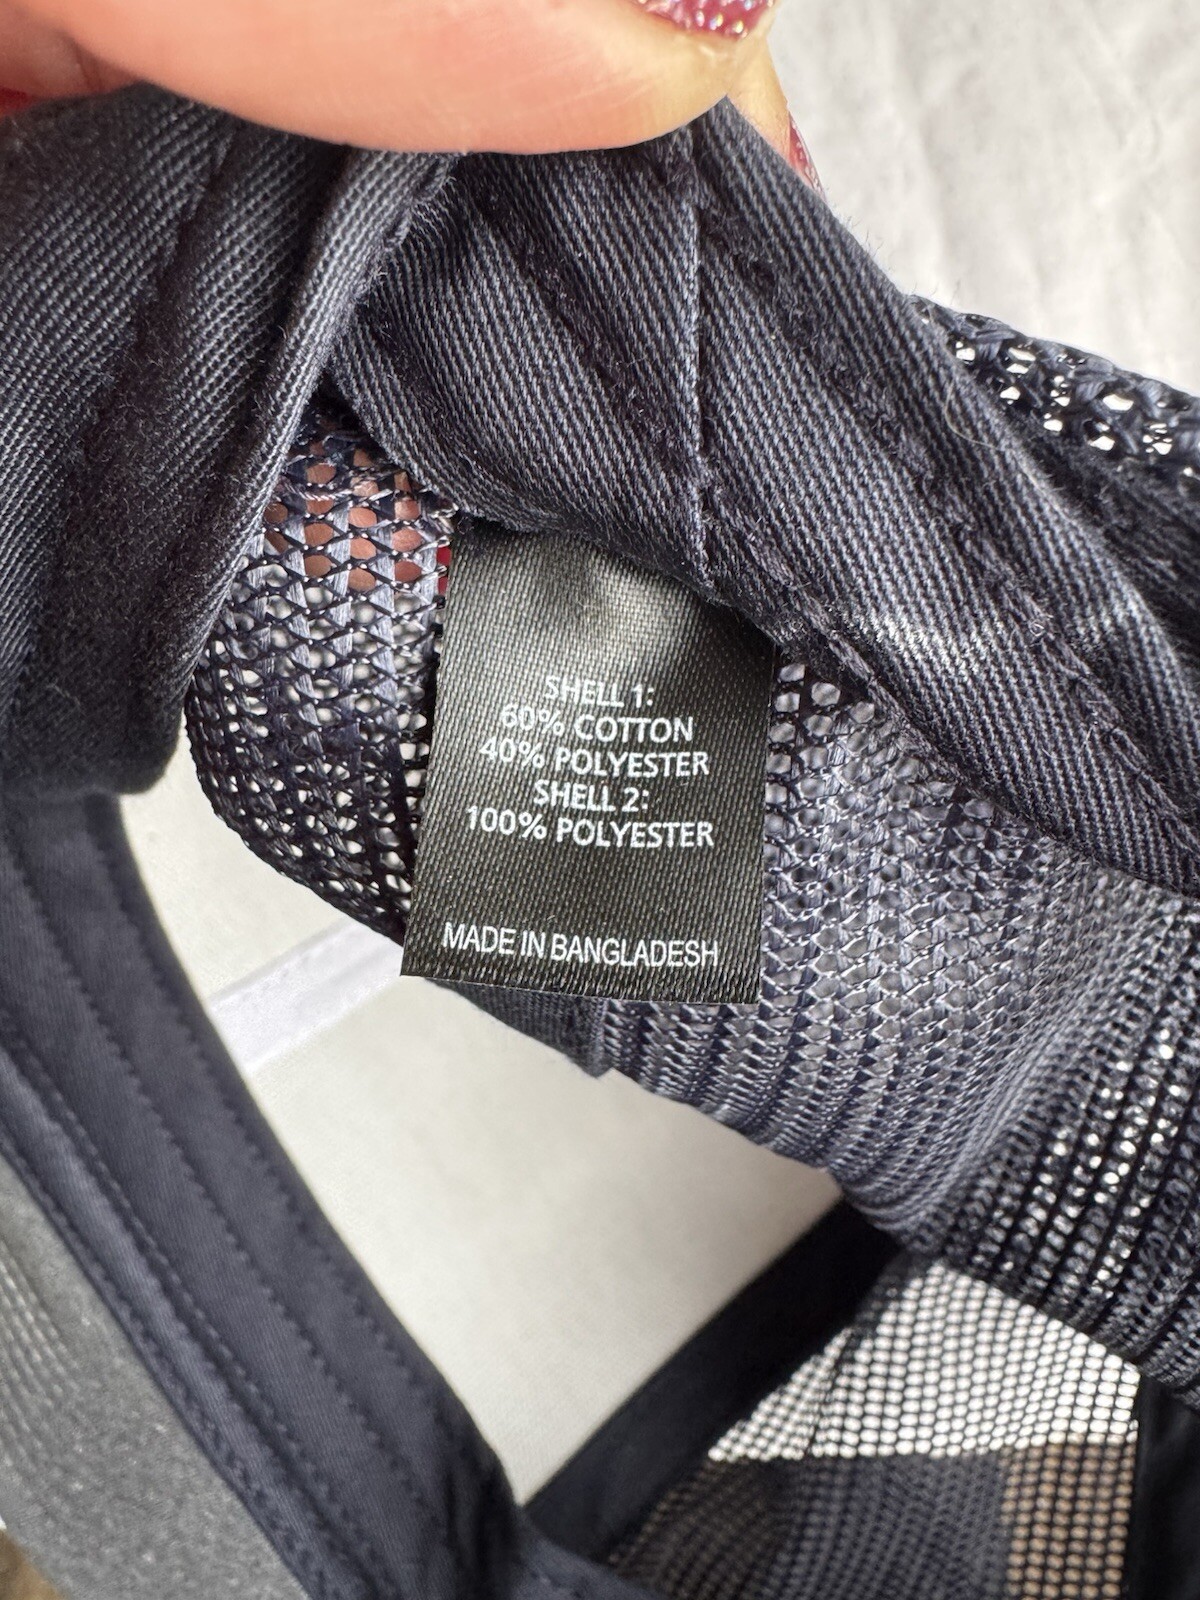 SHELL 1:
60% COTTON
40% POLYESTER
SHELL 2:
100% POLYESTER
MADE IN BANGLADESH